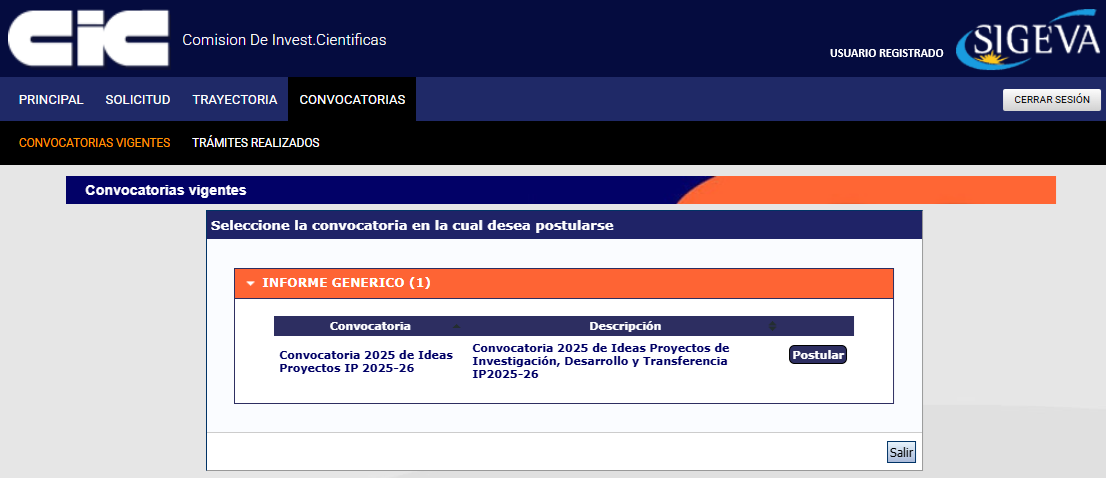 CIC
Comision De Invest.Cientificas
USUARIO REGISTRADO
SIGEVA
PRINCIPAL SOLICITUD TRAYECTORIA CONVOCATORIAS
CERRAR SESIÓN
CONVOCATORIAS VIGENTES TRÁMITES REALIZADOS
Convocatorias vigentes
Seleccione la convocatoria en la cual desea postularse
INFORME GENERICO (1)
Convocatoria Descripción
Convocatoria 2025 de Ideas
Proyectos IP 2025-26
Convocatoria 2025 de Ideas Proyectos de
Investigación, Desarrollo y Transferencia
IP2025-26
Postular
Salir